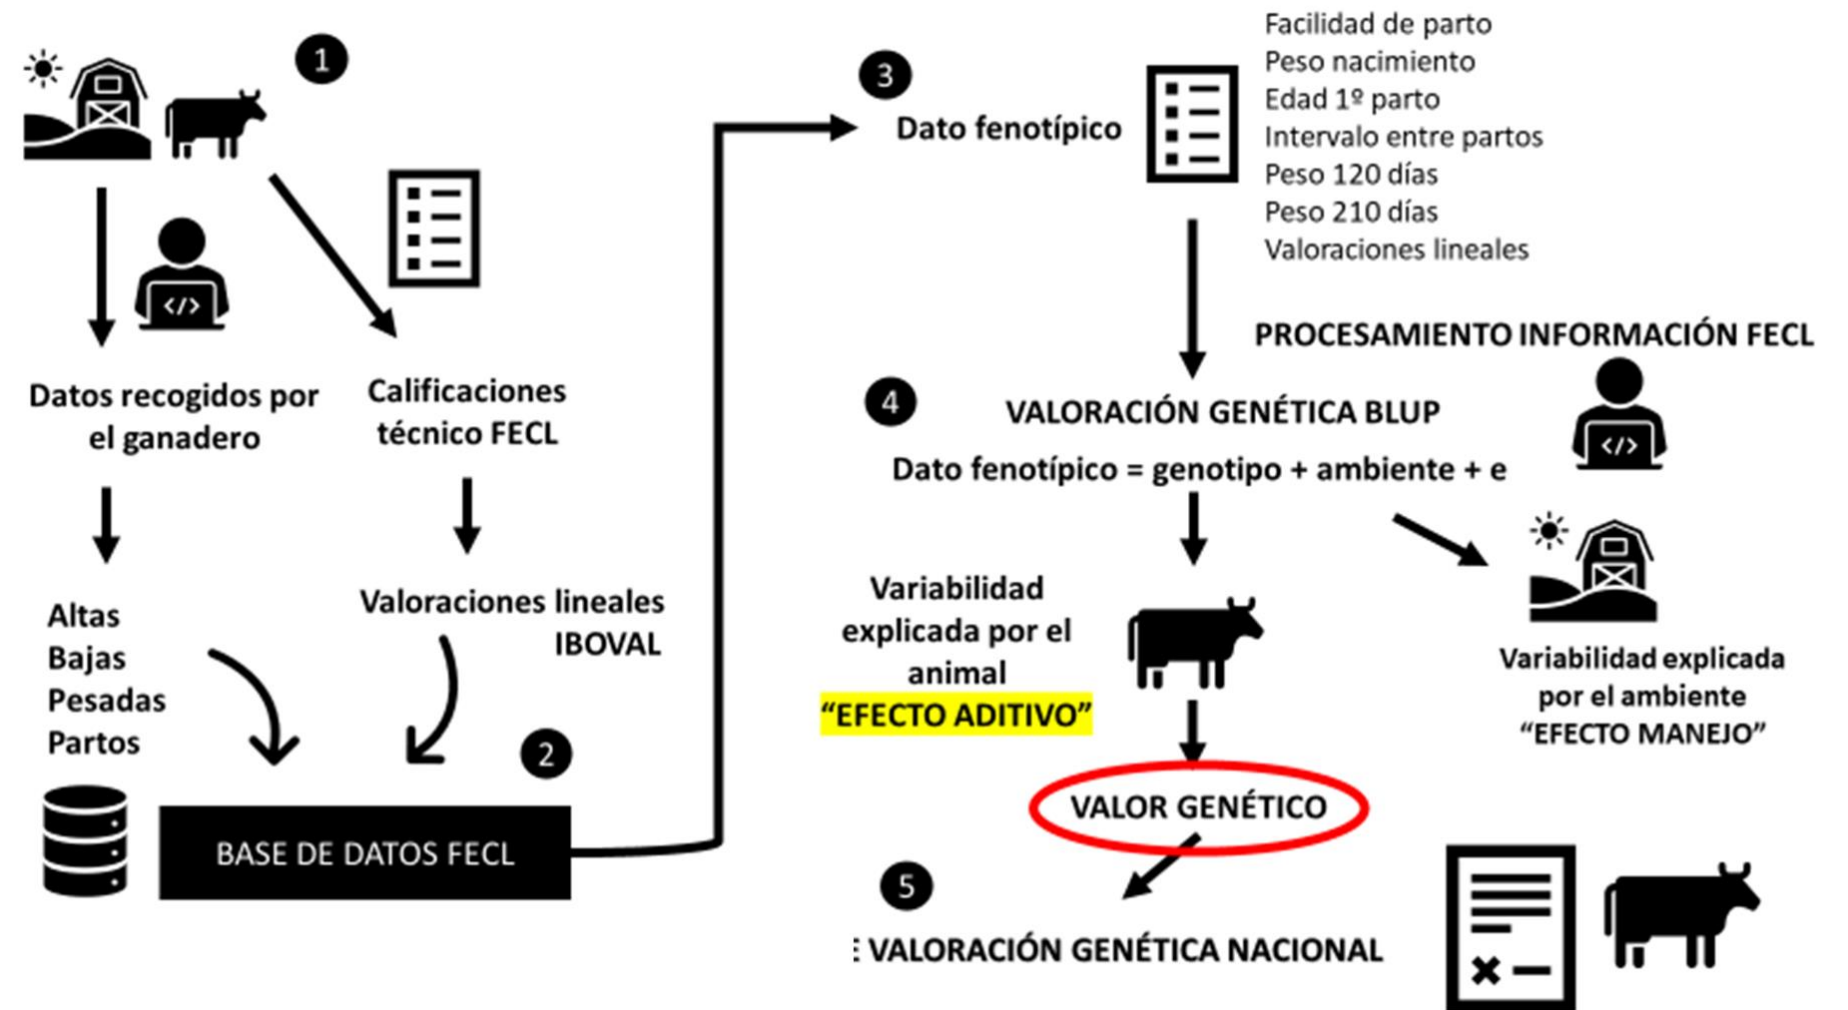 1
Datos recogidos por
el ganadero
Calificaciones
técnico FECL
Altas
Bajas
Pesadas
Partos
Valoraciones lineales
IBOVAL
2
BASE DE DATOS FECL
3
Dato fenotípico
Facilidad de parto
Peso nacimiento
Edad 1º parto
Intervalo entre partos
Peso 120 días
Peso 210 días
Valoraciones lineales
PROCESAMIENTO INFORMACIÓN FECL
4
VALORACIÓN GENÉTICA BLUP
Dato fenotípico = genotipo + ambiente + e
Variabilidad
explicada por el
animal
“EFECTO ADITIVO”
Variabilidad explicada
por el ambiente
“EFECTO MANEJO”
VALOR GENÉTICO
5
VALORACIÓN GENÉTICA NACIONAL